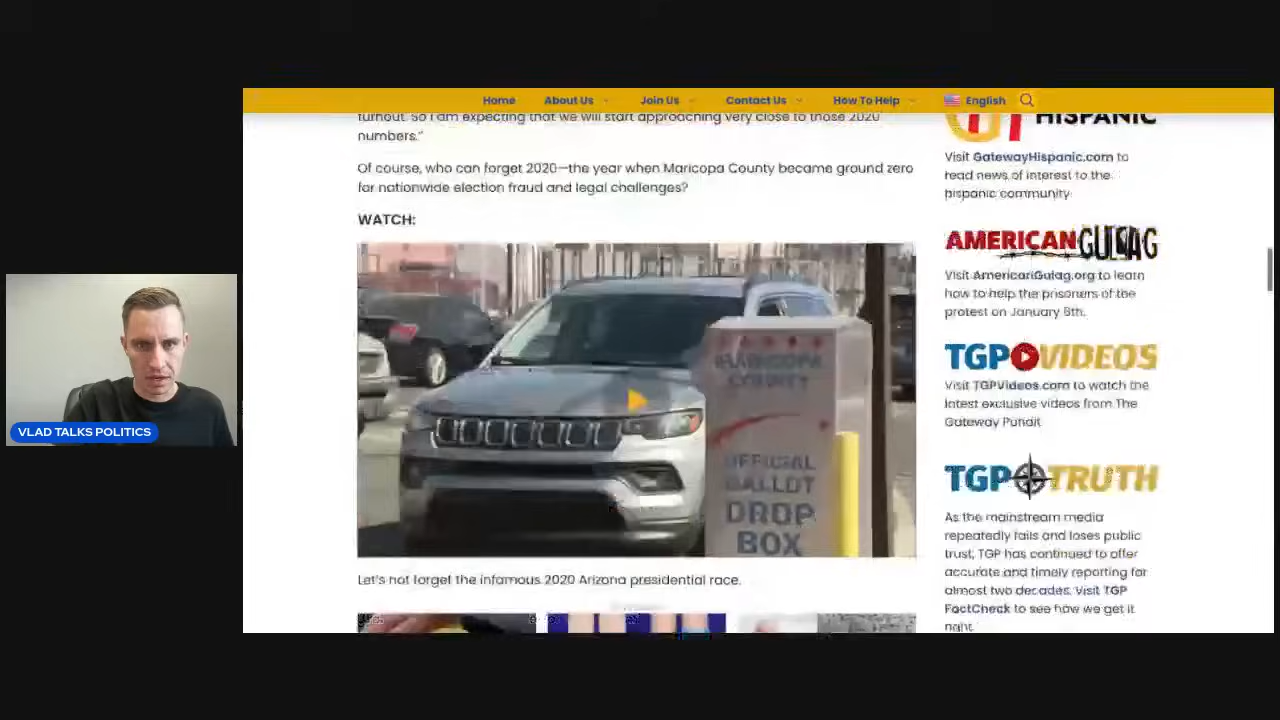 Home About Us Join Us Contact Us How To Help English
turnout. So I am expecting that we will start approaching very close to those 2020
numbers."
Of course, who can forget 2020—the year when Maricopa County became ground zero
for nationwide election fraud and legal challenges?
WATCH:
MARICOPA
COUNTY
OFFICIAL
BALLOT
DROP
BOX
Let's not forget the infamous 2020 Arizona presidential race.
HISPANIC
Visit GatewayHispanic.com to
read news of interest to the
hispanic community
AMERICAN GULAG
Visit AmericanGulag.org to learn
how to help the prisoners of the
protest on January 6th.
TGP VIDEOS
Visit TGPVideos.com to watch the
latest exclusive videos from The
Gateway Pundit
TGP TRUTH
As the mainstream media
repeatedly fails and loses public
trust, TGP has continued to offer
accurate and timely reporting for
almost two decades. Visit TGP
FactCheck to see how we get it
right.
VLAD TALKS POLITICS